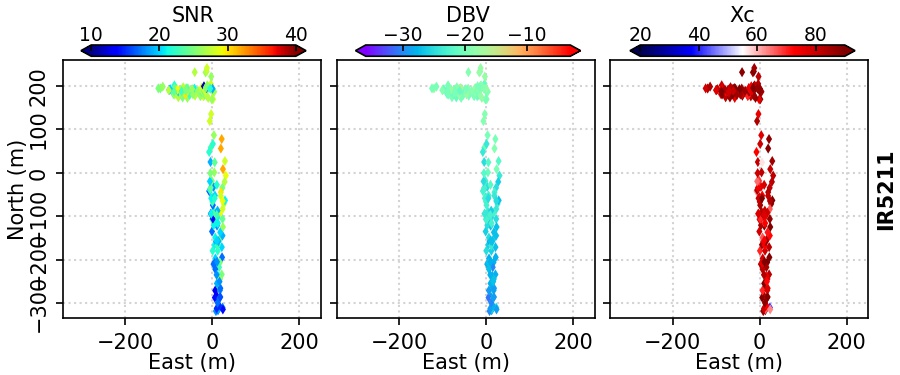 SNR DBV Xc
10 20 30 40 −30 −20 −10 20 40 60 80
200
100
0
−100
−200
−300
North (m)
IR5211
−200 0 200 −200 0 200 −200 0 200
East (m) East (m) East (m)